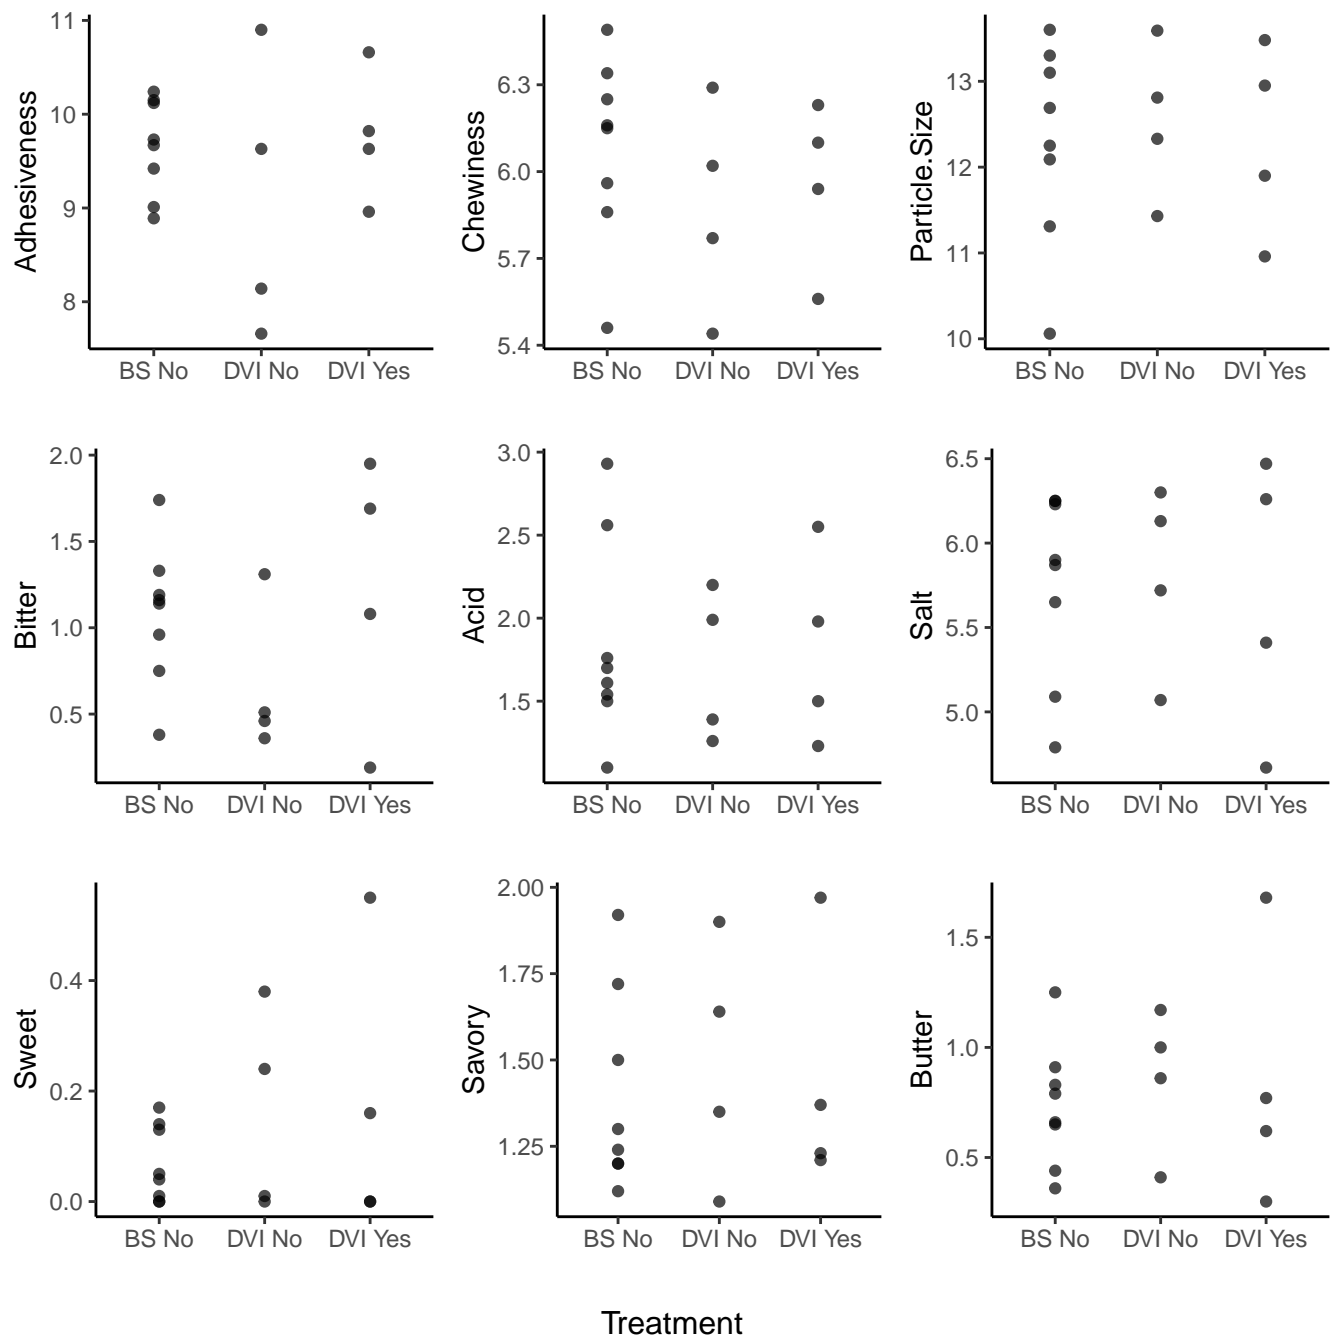 Adhesiveness
11
10
9
8
BS No DVI No DVI Yes
Chewiness
6.3
6.0
5.7
5.4
BS No DVI No DVI Yes
Particle.Size
13
12
11
10
BS No DVI No DVI Yes
Bitter
2.0
1.5
1.0
0.5
BS No DVI No DVI Yes
Acid
3.0
2.5
2.0
1.5
BS No DVI No DVI Yes
Salt
6.5
6.0
5.5
5.0
BS No DVI No DVI Yes
Sweet
0.4
0.2
0.0
BS No DVI No DVI Yes
Savory
2.00
1.75
1.50
1.25
BS No DVI No DVI Yes
Butter
1.5
1.0
0.5
BS No DVI No DVI Yes
Treatment